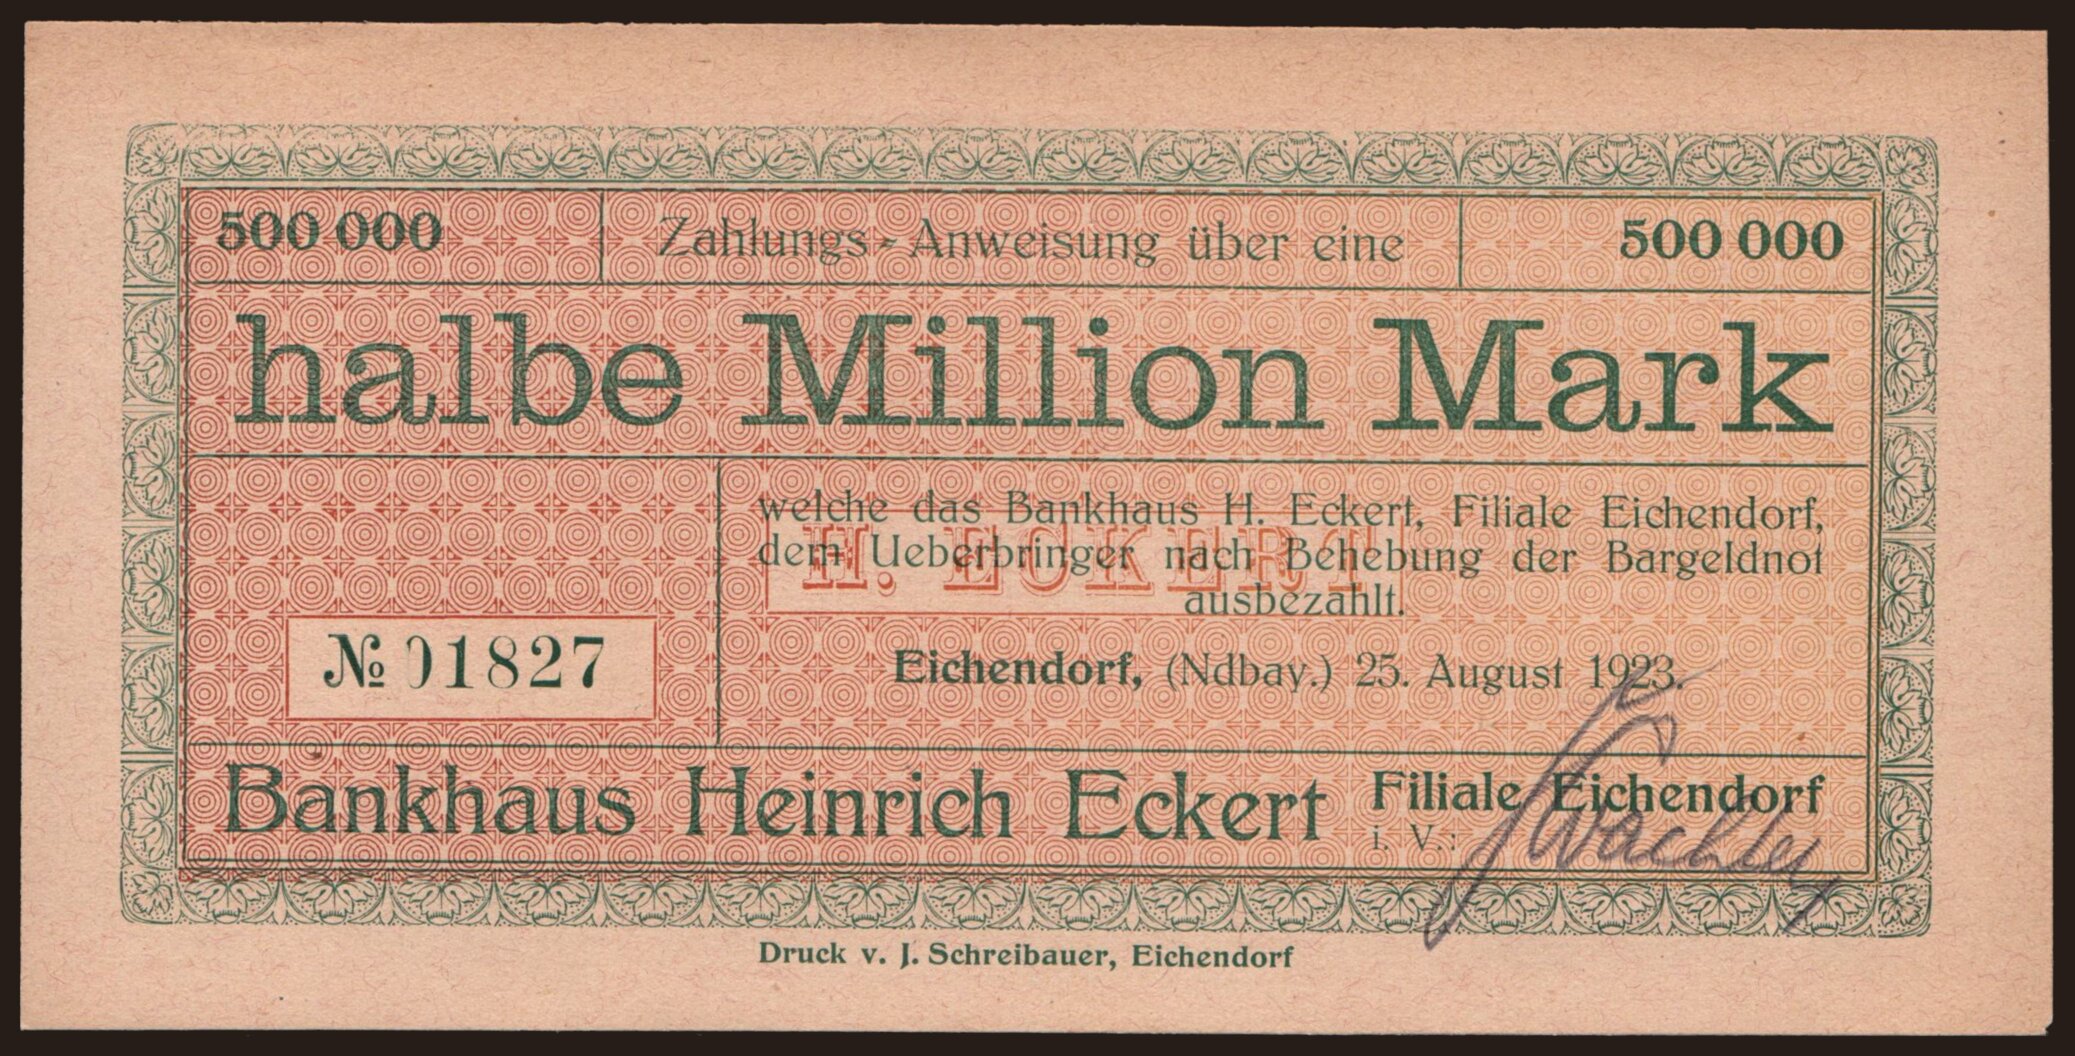 500 000 Zahlungs-Anweisung über eine 500 000
halbe Million Mark
welche das Bankhaus H. Eckert, Filiale Eichendorf,
dem Ueberbringer nach Behebung der Bargeldnot
ausbezahlt.
H. ECKERT
№ 01827
Eichendorf, (Ndbay.) 25. August 1923.
Bankhaus Heinrich Eckert Filiale Eichendorf
i. V.:
Druck v. J. Schreibauer, Eichendorf